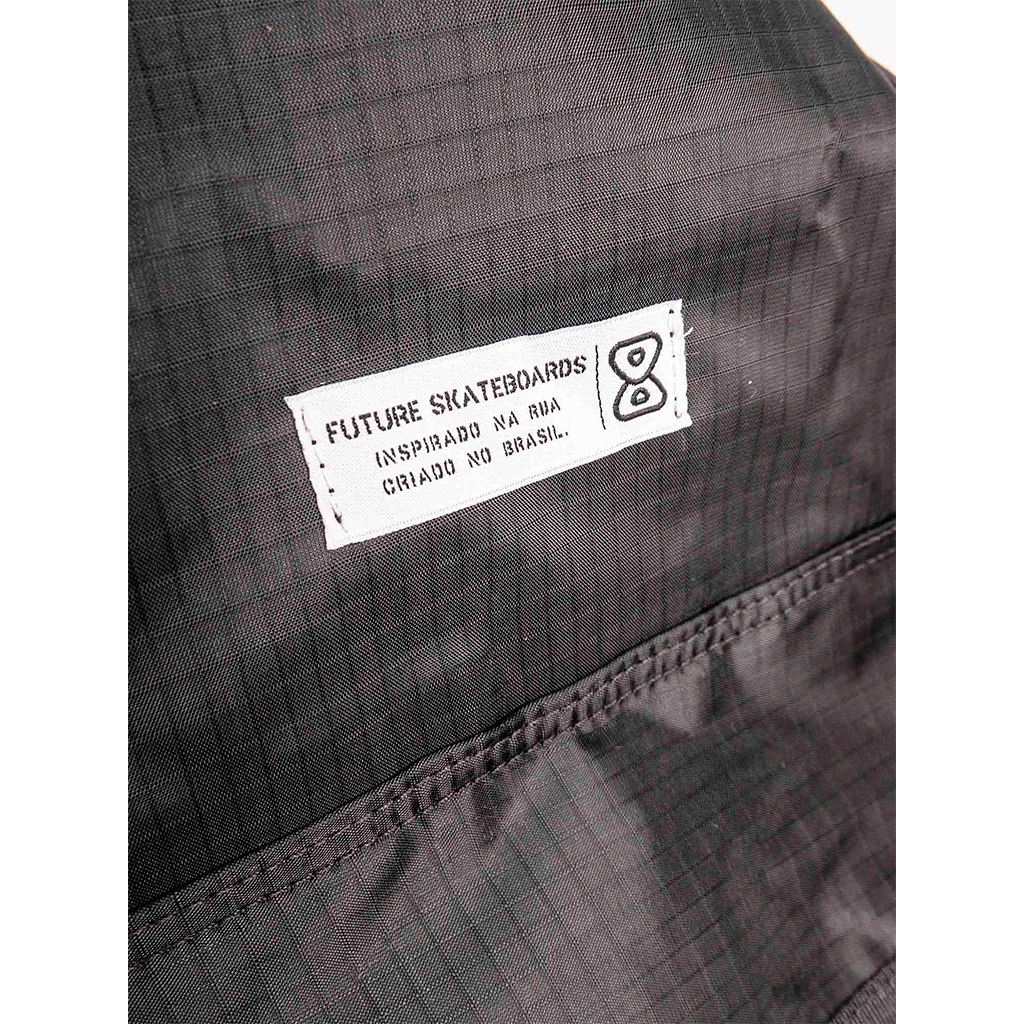 FUTURE SKATEBOARDS
INSPIRADO NA RUA
CRIADO NO BRASIL.